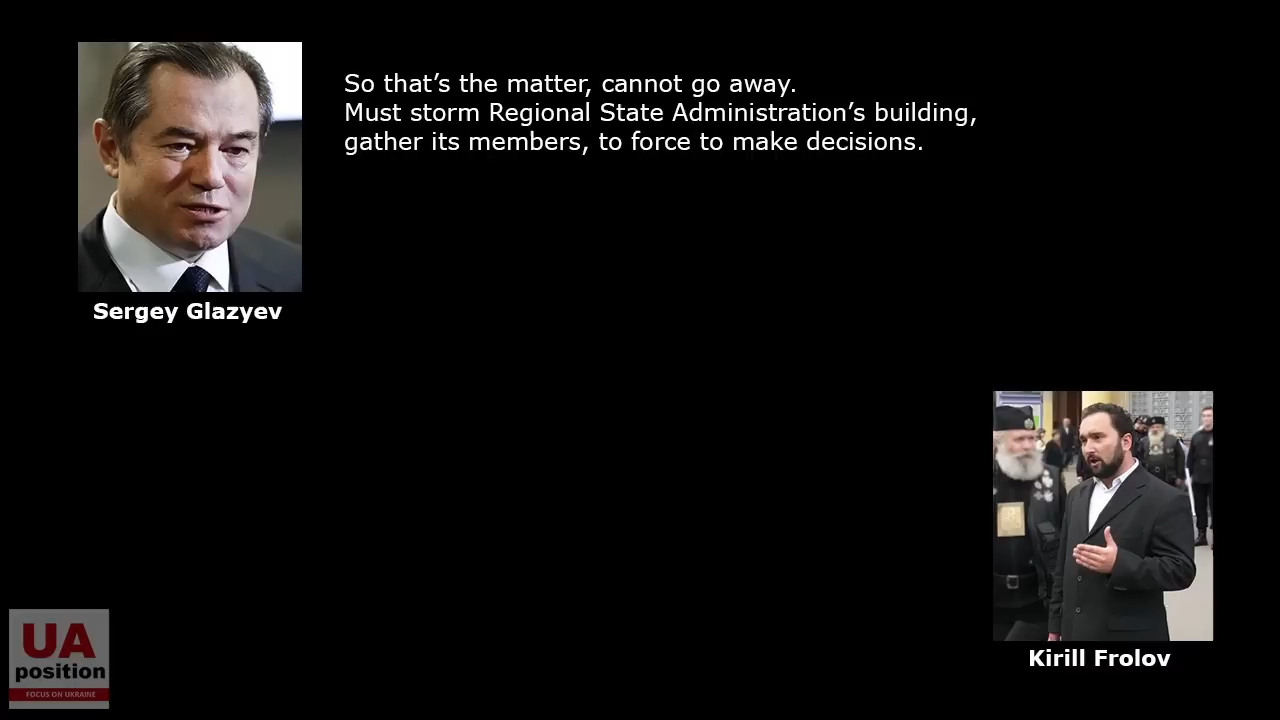 So that’s the matter, cannot go away.
Must storm Regional State Administration’s building,
gather its members, to force to make decisions.
Sergey Glazyev
Kirill Frolov
UA
position
FOCUS ON UKRAINE